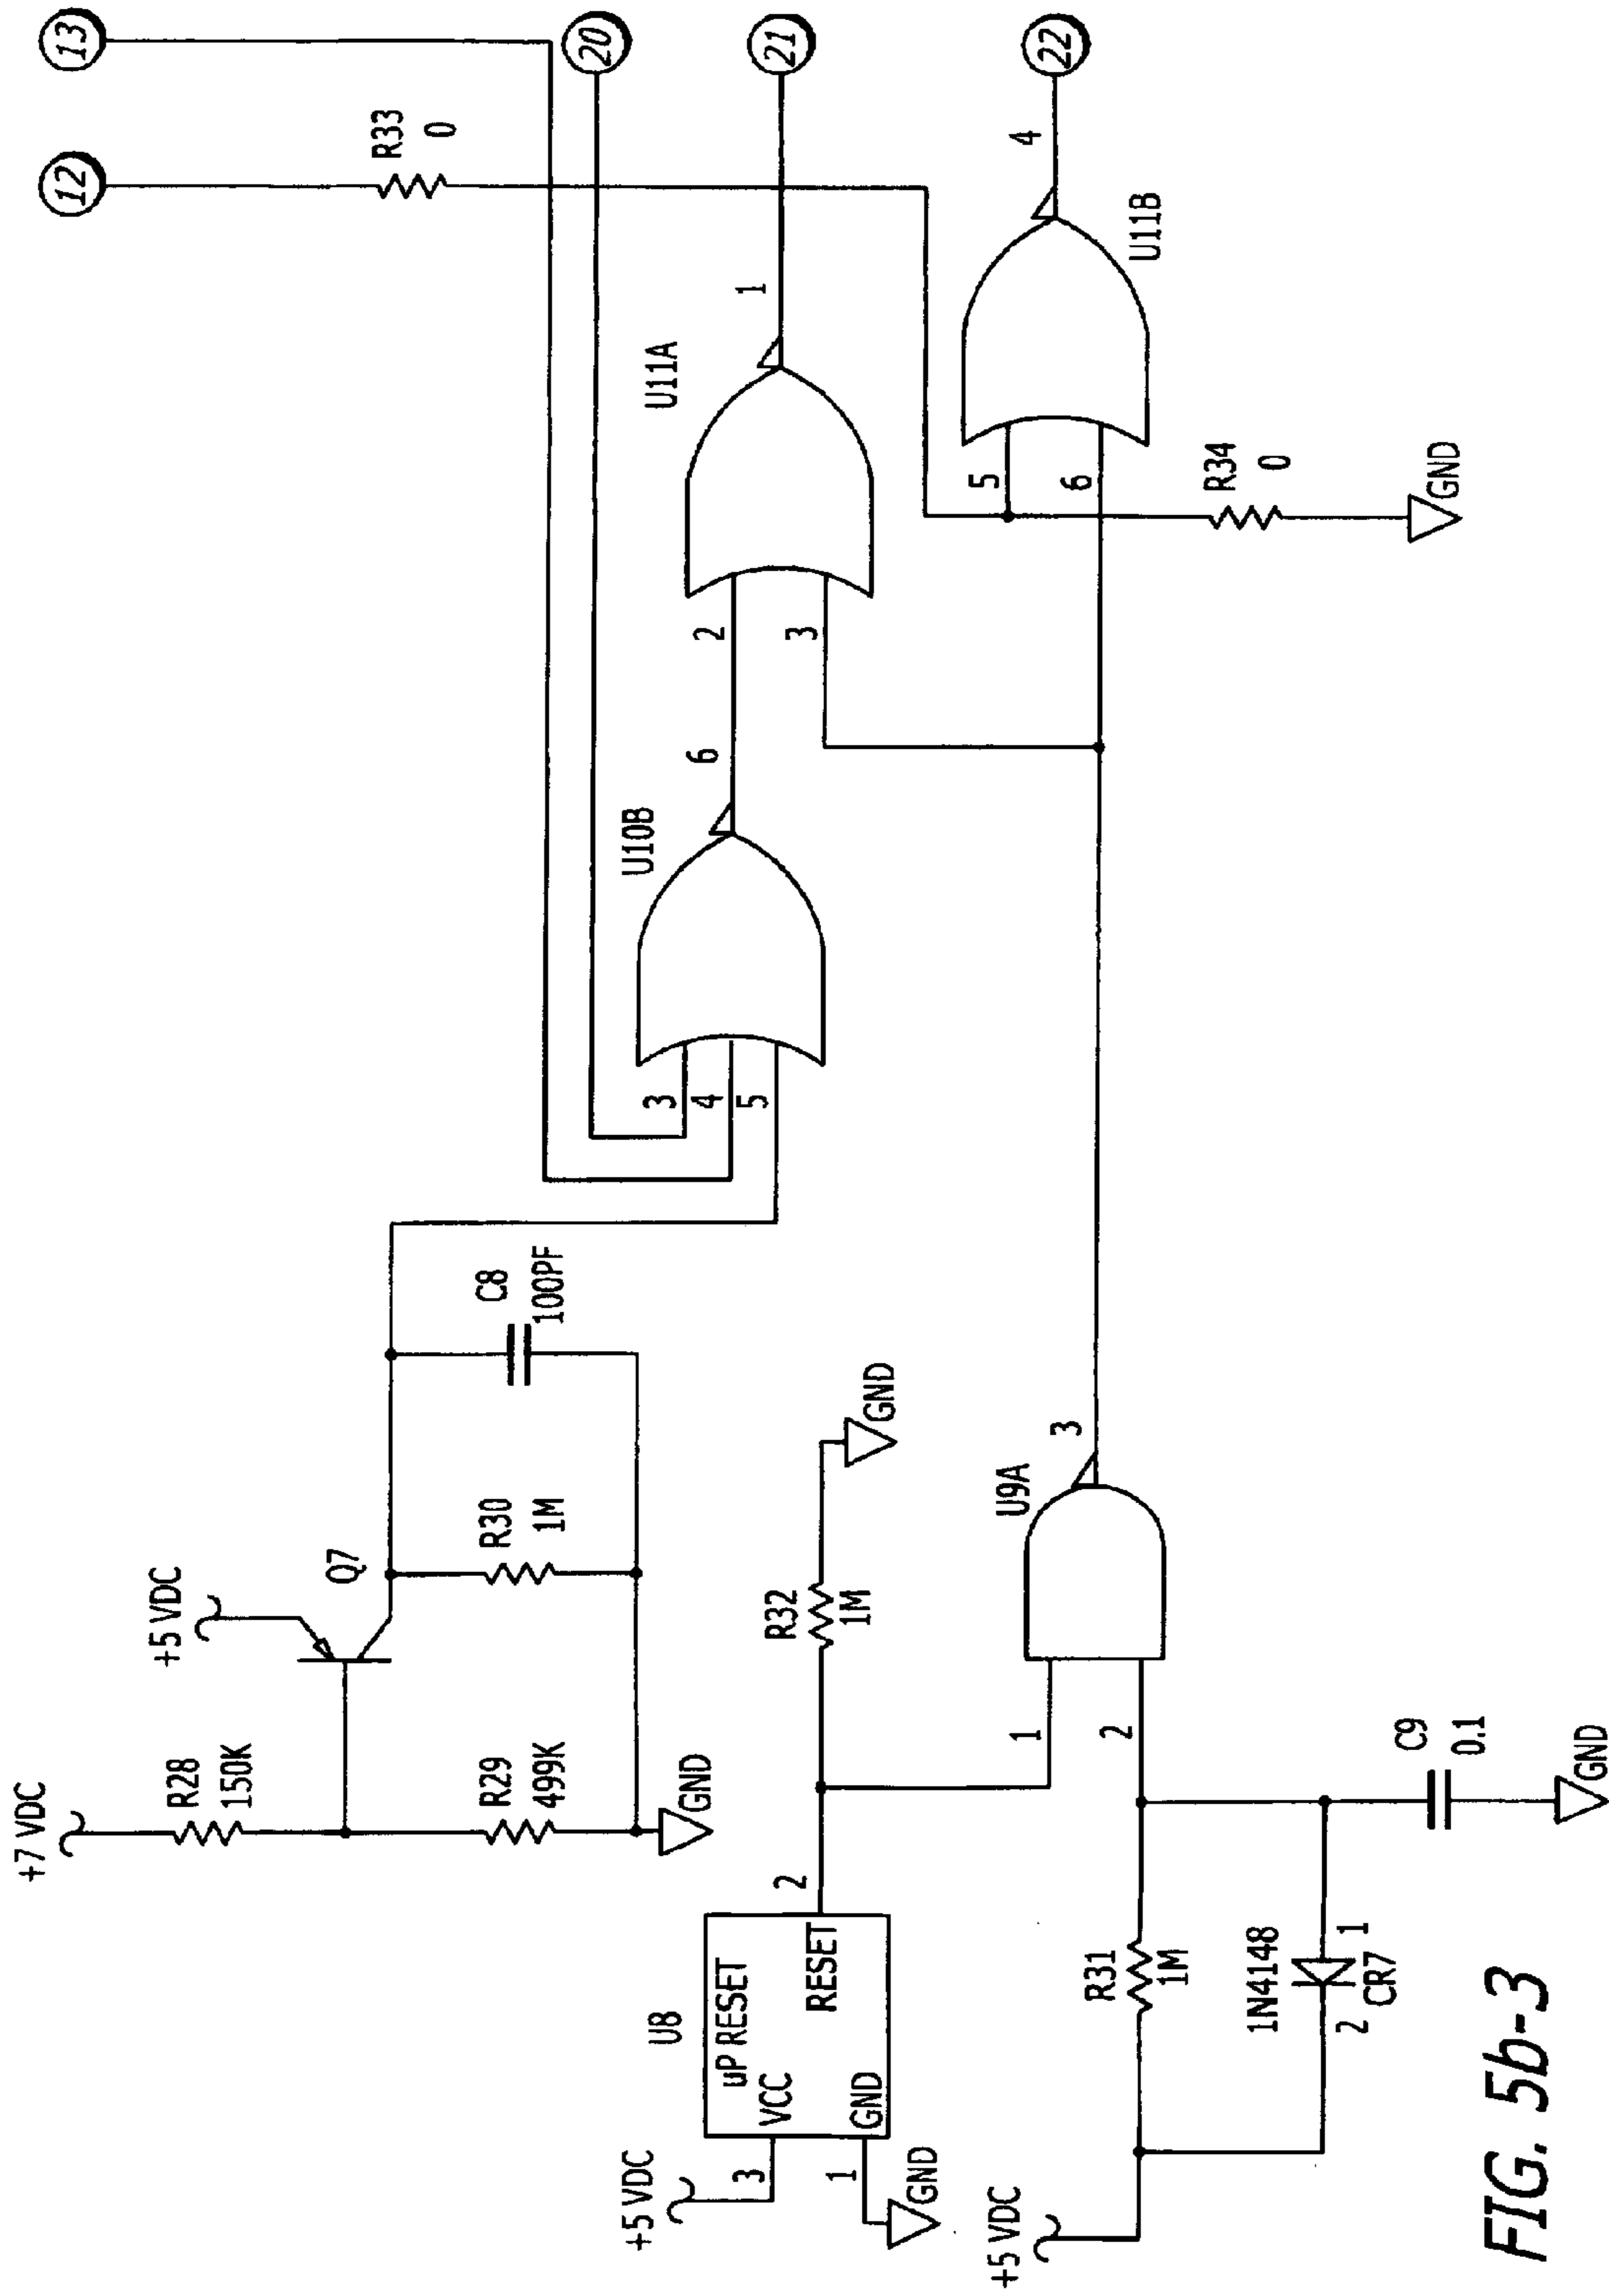 +7 VDC
R28
150K
R29
499K
GND
+5 VDC
Q7
R30
1M
C8
100PF
13
12
R33
0
20
21
22
+5 VDC
3
1
GND
U8
uP RESET
VCC
GND
RESET
2
R32
1M
GND
3
4
5
U10B
6
2
3
U11A
1
+5 VDC
R31
1M
1N4148
2
1
CR7
C9
0.1
GND
1
2
U9A
3
5
6
U11B
4
R34
0
GND
FIG. 5b-3